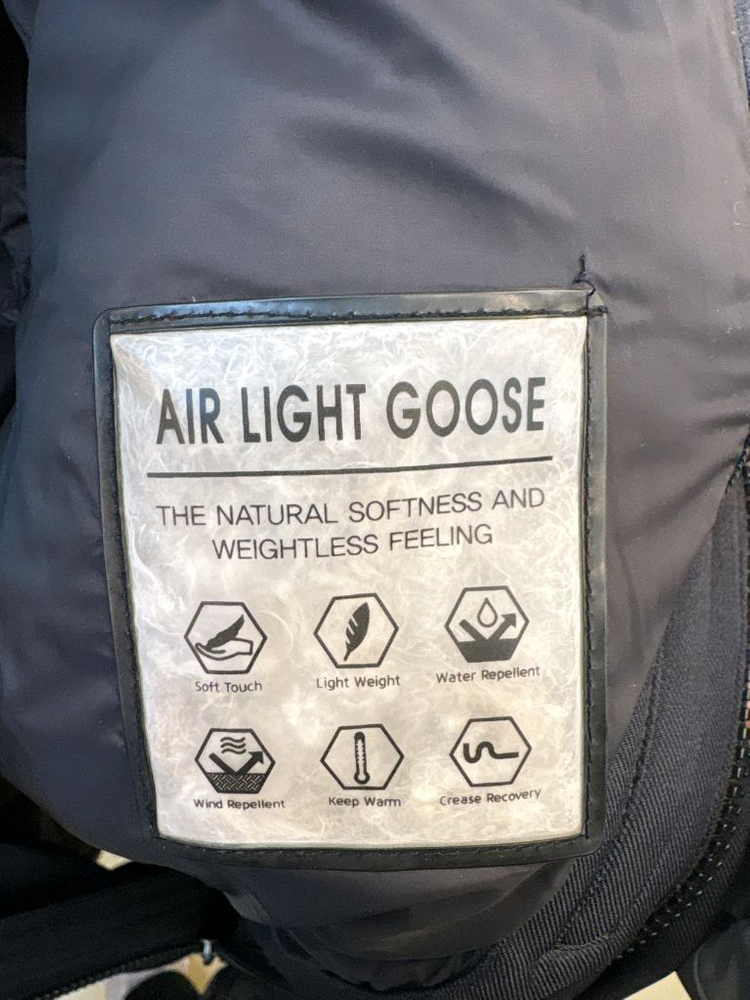 AIR LIGHT GOOSE
THE NATURAL SOFTNESS AND
WEIGHTLESS FEELING
Soft Touch
Light Weight
Water Repellent
Wind Repellent
Keep Warm
Crease Recovery